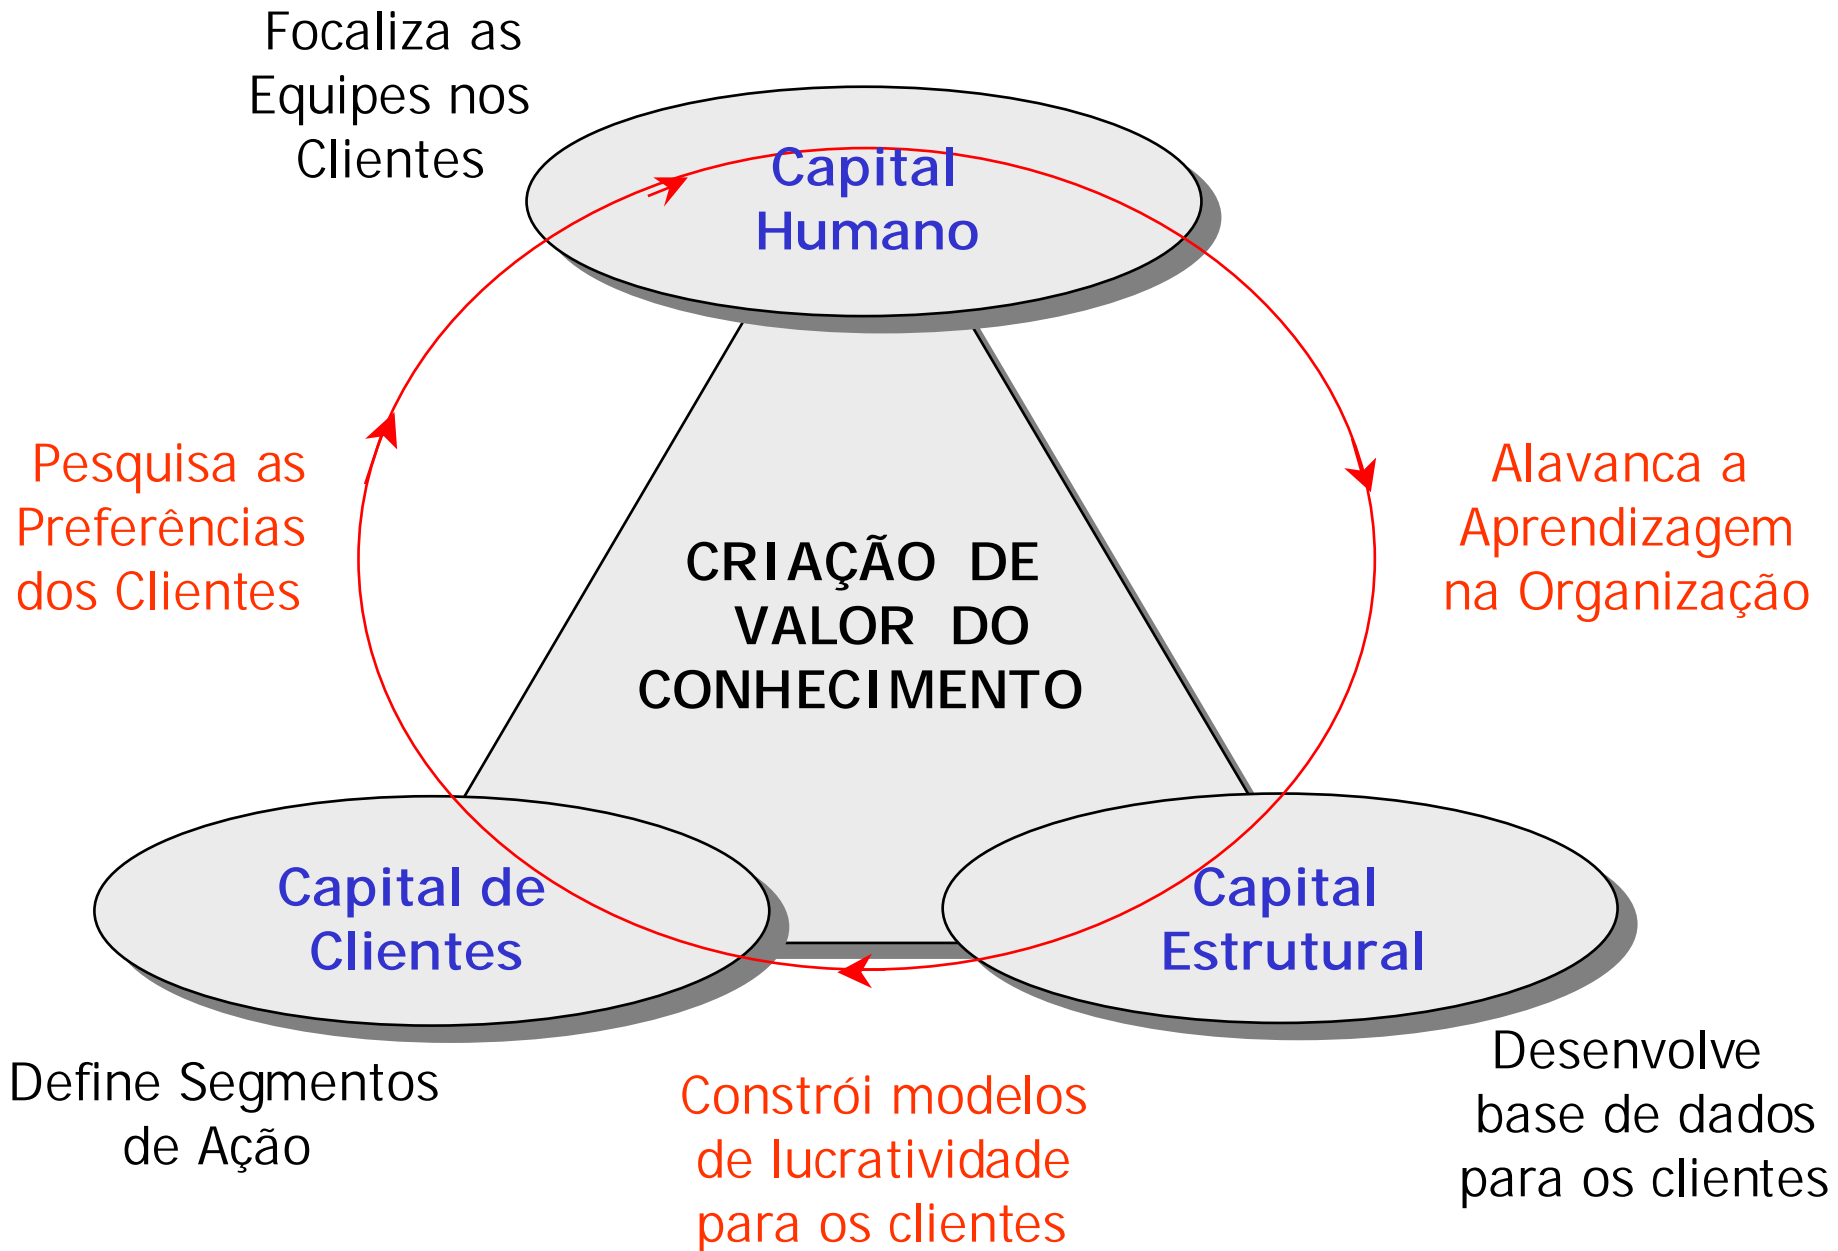 Focaliza as
Equipes nos
Clientes
Capital
Humano
Pesquisa as
Preferências
dos Clientes
Alavanca a
Aprendizagem
na Organização
CRIAÇÃO DE
VALOR DO
CONHECIMENTO
Capital de
Clientes
Capital
Estrutural
Define Segmentos
de Ação
Constrói modelos
de lucratividade
para os clientes
Desenvolve
base de dados
para os clientes